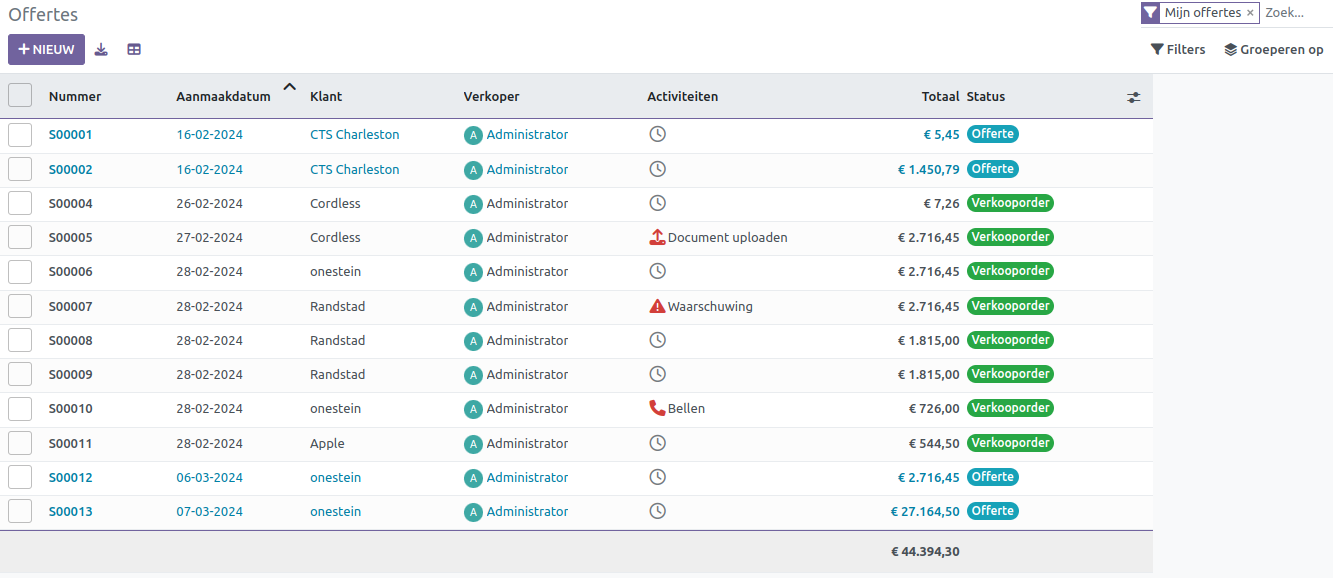 Offertes
Mijn offertes × Zoek...
+ NIEUW
Filters Groeperen op
Nummer Aanmaakdatum Klant Verkoper Activiteiten Totaal Status
S00001 16-02-2024 CTS Charleston A Administrator € 5,45 Offerte
S00002 16-02-2024 CTS Charleston A Administrator € 1.450,79 Offerte
S00004 26-02-2024 Cordless A Administrator € 7,26 Verkooporder
S00005 27-02-2024 Cordless A Administrator Document uploaden € 2.716,45 Verkooporder
S00006 28-02-2024 onestein A Administrator € 2.716,45 Verkooporder
S00007 28-02-2024 Randstad A Administrator Waarschuwing € 2.716,45 Verkooporder
S00008 28-02-2024 Randstad A Administrator € 1.815,00 Verkooporder
S00009 28-02-2024 Randstad A Administrator € 1.815,00 Verkooporder
S00010 28-02-2024 onestein A Administrator Bellen € 726,00 Verkooporder
S00011 28-02-2024 Apple A Administrator € 544,50 Verkooporder
S00012 06-03-2024 onestein A Administrator € 2.716,45 Offerte
S00013 07-03-2024 onestein A Administrator € 27.164,50 Offerte
€ 44.394,30